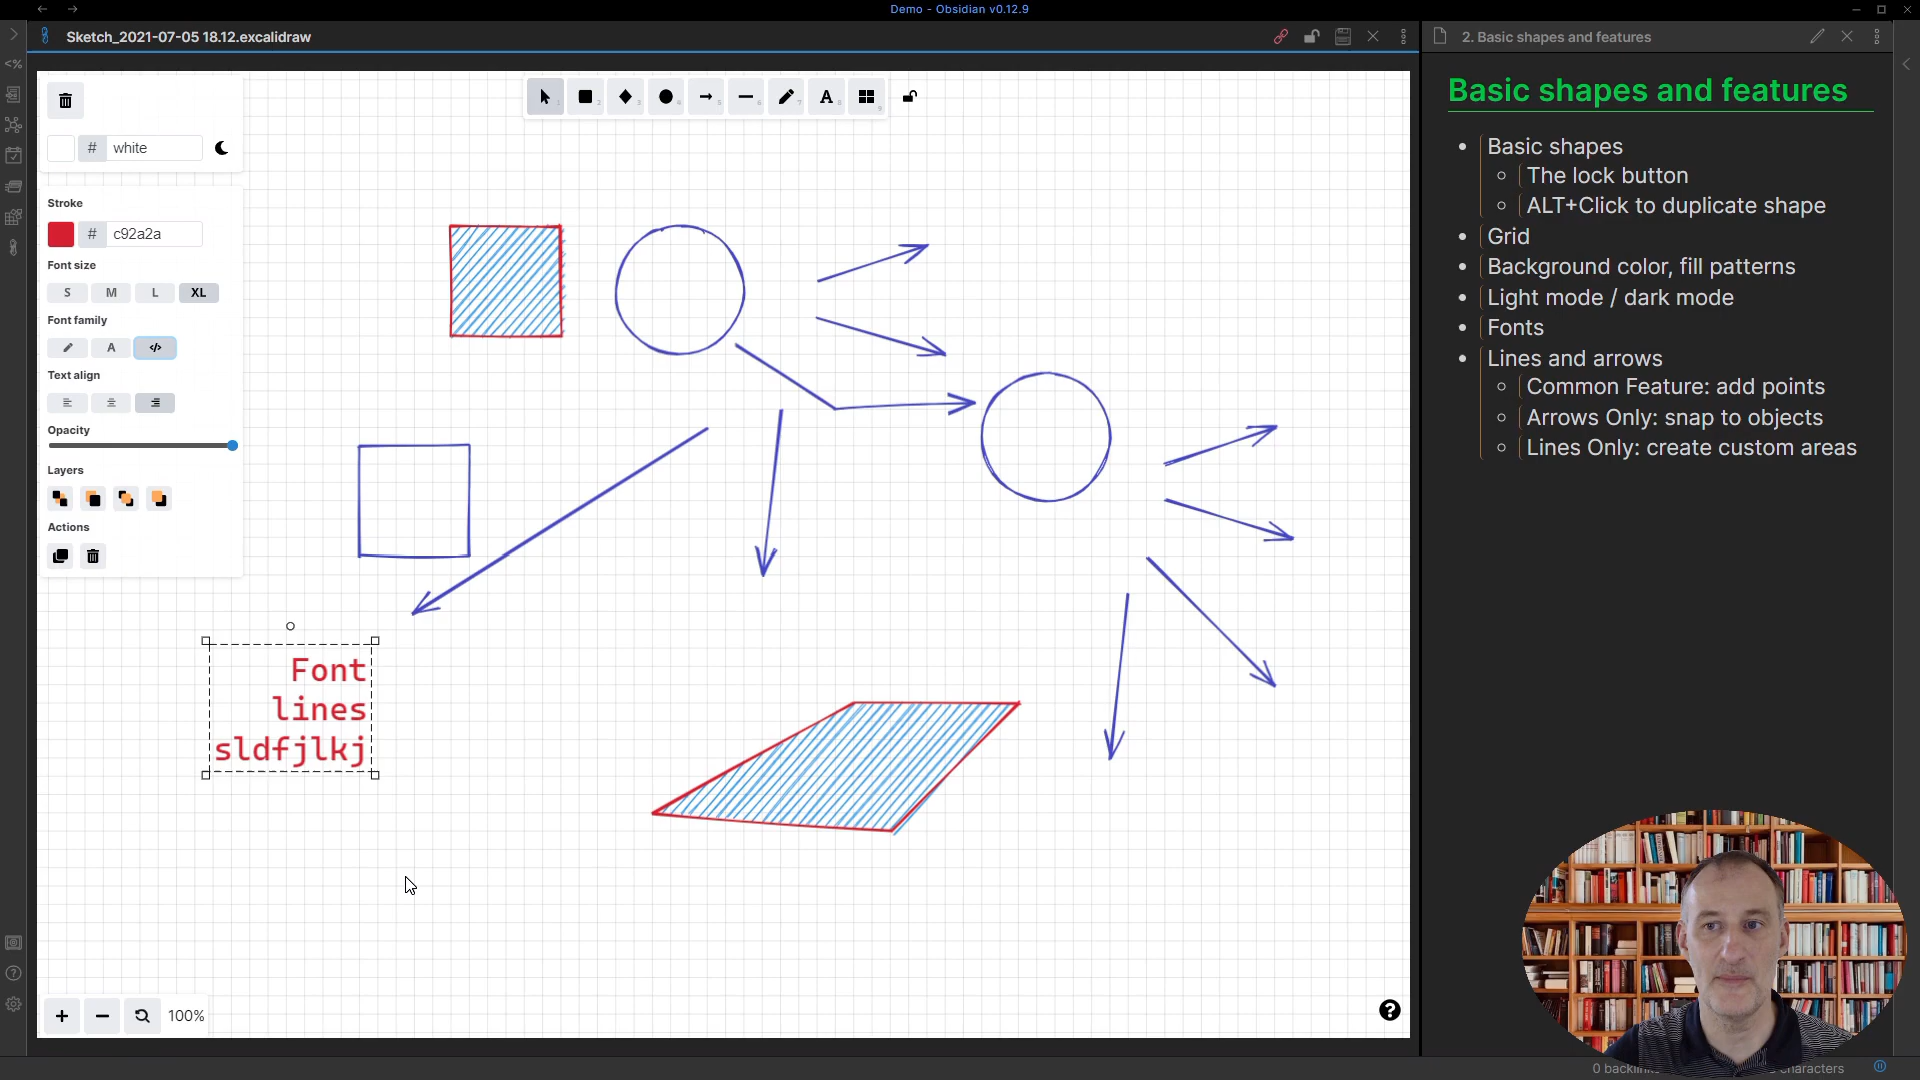 Demo - Obsidian v0.12.9
Sketch_2021-07-05 18.12.excalidraw
2. Basic shapes and features
# white
Stroke
# c92a2a
Font size
S M L XL
Font family
A </>
Text align
Opacity
Layers
Actions
A
Font
lines
sldfjlkj
100%
Basic shapes and features
Basic shapes
The lock button
ALT+Click to duplicate shape
Grid
Background color, fill patterns
Light mode / dark mode
Fonts
Lines and arrows
Common Feature: add points
Arrows Only: snap to objects
Lines Only: create custom areas
0